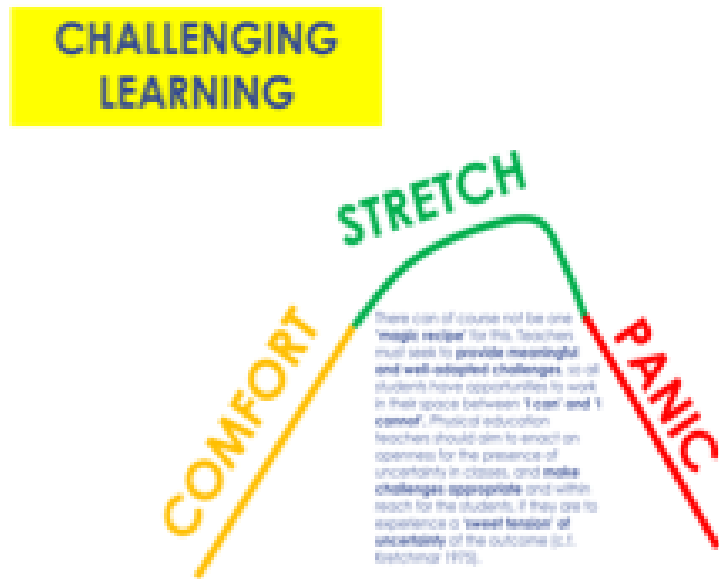 CHALLENGING
LEARNING
STRETCH
COMFORT
PANIC
There can of course not be one
'magic recipe' for this. Teachers
must seek to provide meaningful
and well-adapted challenges, so all
students have opportunities to work
in their space between 'I can' and 'I
cannot'. Physical education
teachers should aim to enact an
openness for the presence of
uncertainty in classes, and make
challenges appropriate and within
reach for the students, if they are to
experience a 'sweet tension' of
uncertainty of the outcome (c.f.
Kretchmar 1975).